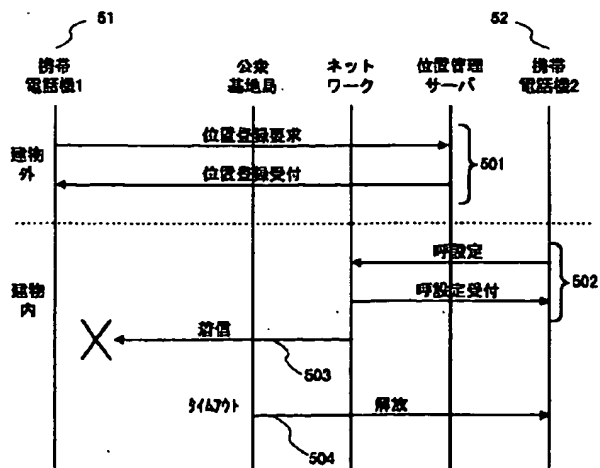 51
52
携帯
電話機1
公衆
基地局
ネット
ワーク
位置管理
サーバ
携帯
電話機2
建物
外
位置登録要求
位置登録受付
501
建物
内
呼設定
呼設定受付
502
着信
503
タイムアウト
解放
504